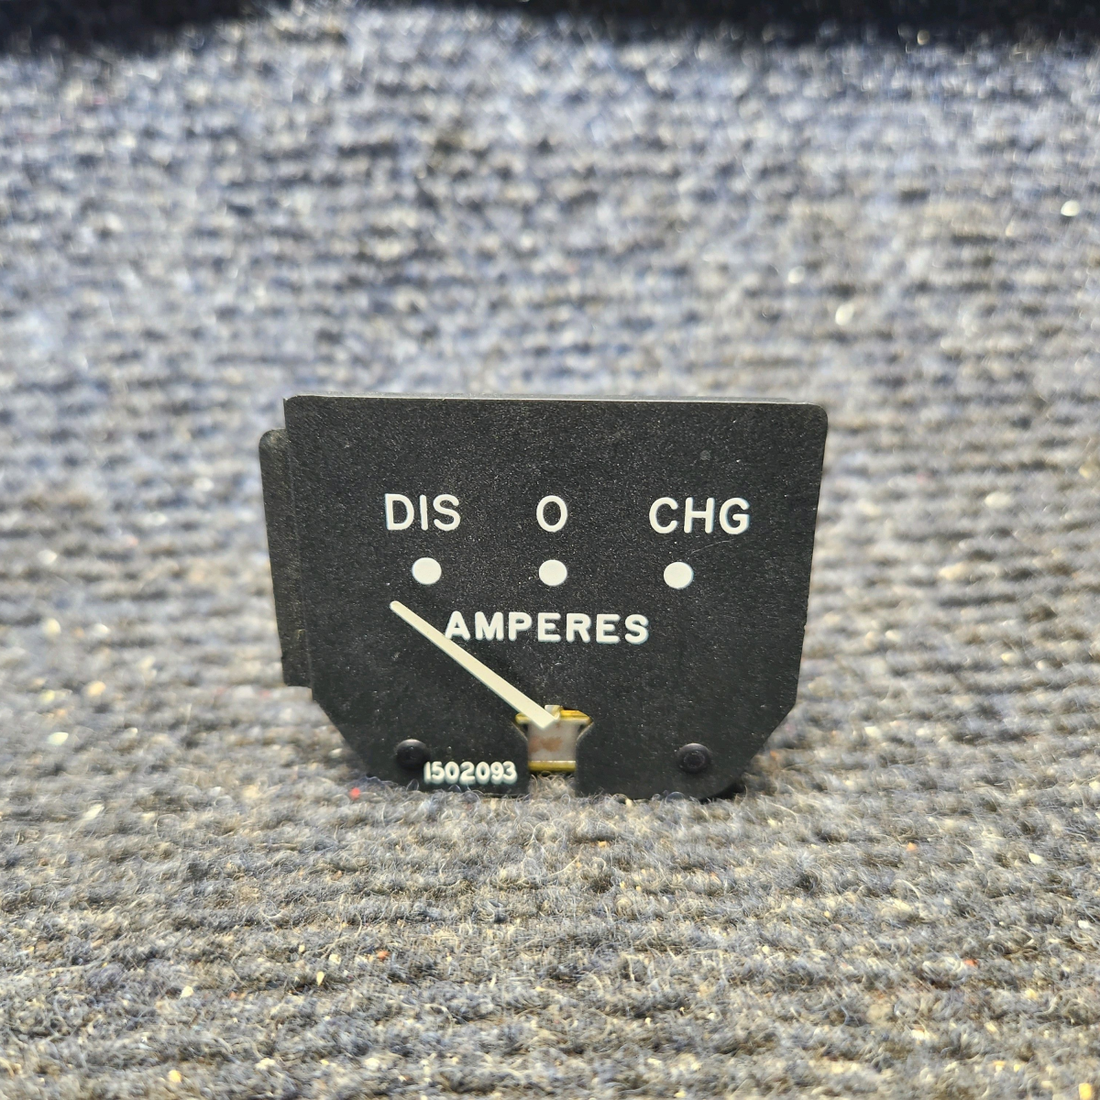 DIS O CHG
AMPERES
1502093